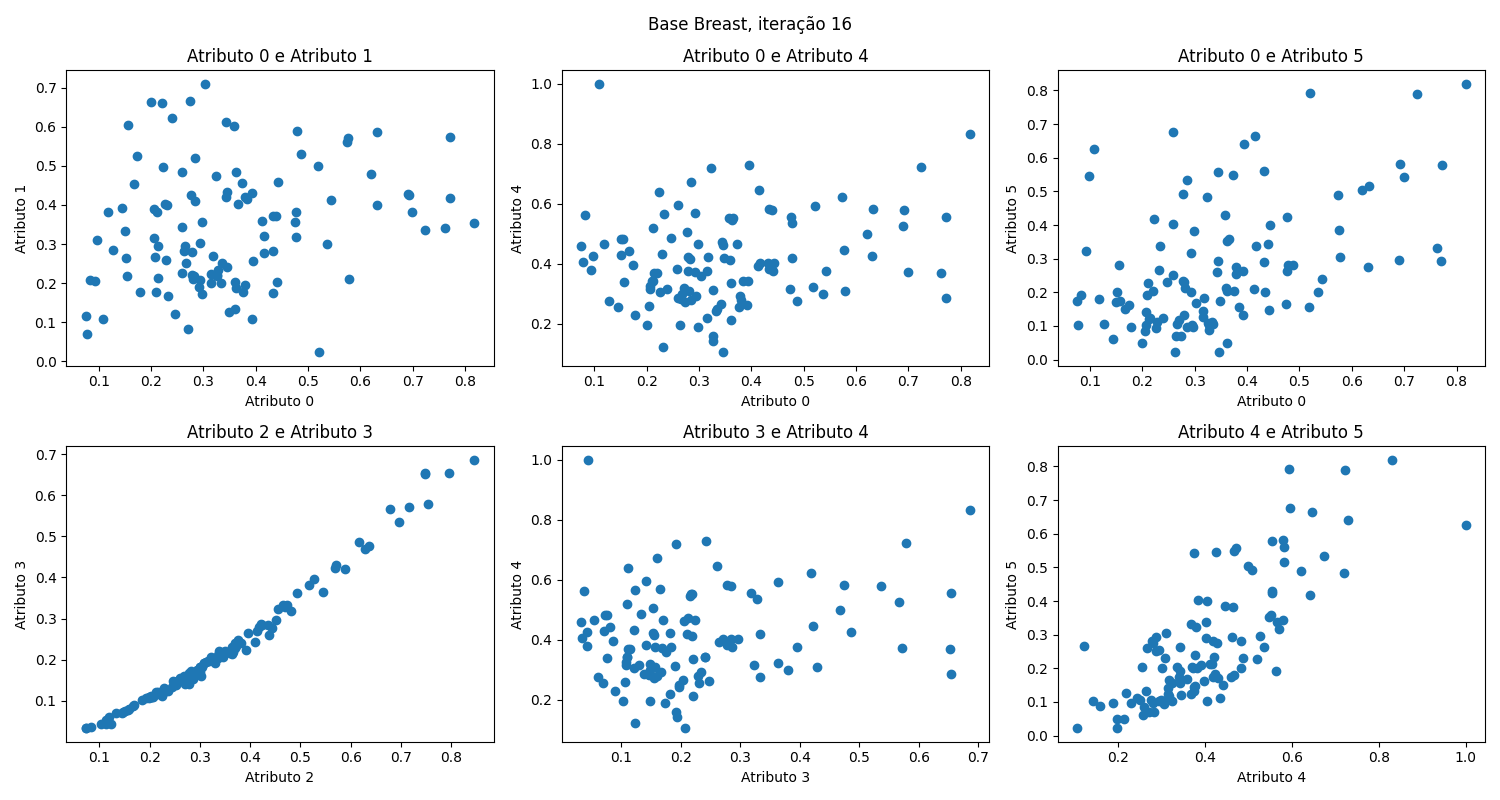 Base Breast, iteração 16
Atributo 0 e Atributo 1
Atributo 1
0.7
0.6
0.5
0.4
0.3
0.2
0.1
0.0
0.1 0.2 0.3 0.4 0.5 0.6 0.7 0.8
Atributo 0
Atributo 0 e Atributo 4
Atributo 4
1.0
0.8
0.6
0.4
0.2
0.1 0.2 0.3 0.4 0.5 0.6 0.7 0.8
Atributo 0
Atributo 0 e Atributo 5
Atributo 5
0.8
0.7
0.6
0.5
0.4
0.3
0.2
0.1
0.0
0.1 0.2 0.3 0.4 0.5 0.6 0.7 0.8
Atributo 0
Atributo 2 e Atributo 3
Atributo 3
0.7
0.6
0.5
0.4
0.3
0.2
0.1
0.1 0.2 0.3 0.4 0.5 0.6 0.7 0.8
Atributo 2
Atributo 3 e Atributo 4
Atributo 4
1.0
0.8
0.6
0.4
0.2
0.1 0.2 0.3 0.4 0.5 0.6 0.7
Atributo 3
Atributo 4 e Atributo 5
Atributo 5
0.8
0.7
0.6
0.5
0.4
0.3
0.2
0.1
0.0
0.2 0.4 0.6 0.8 1.0
Atributo 4